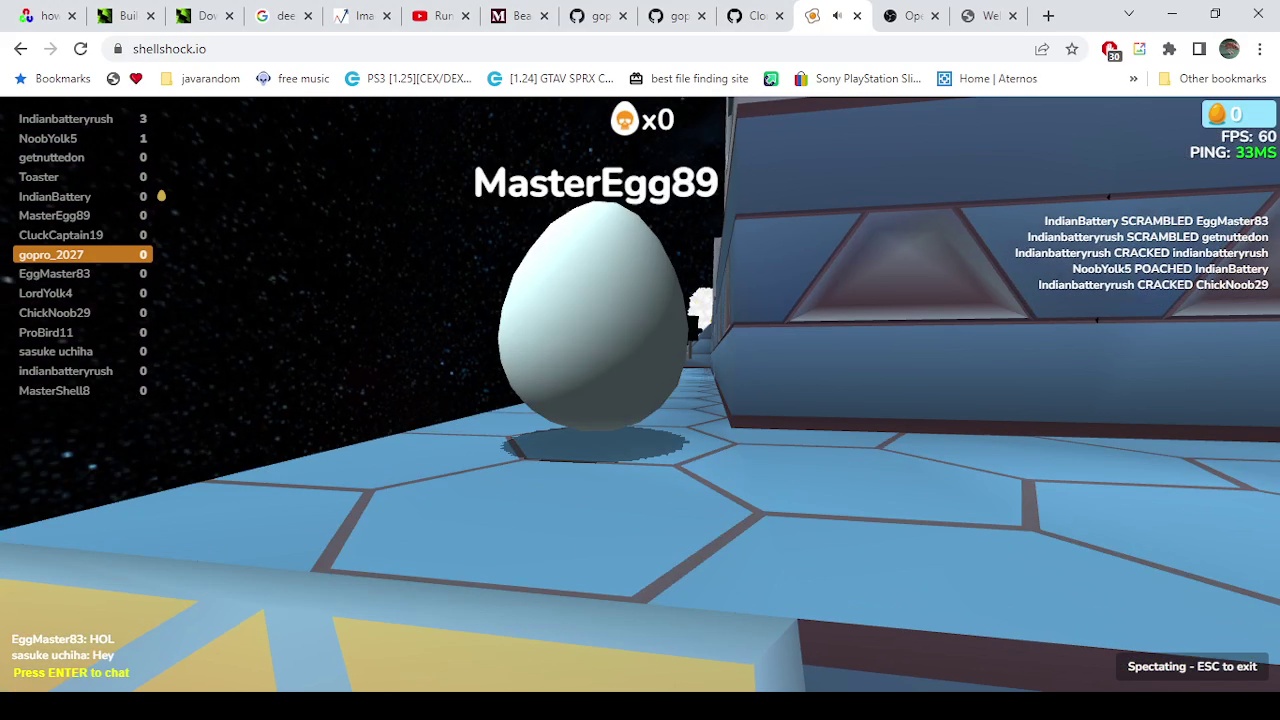 how
Buil
Dov
dee
Ima
Run
Bea
gop
gop
Clo
Ope
Wel
shellshock.io
30
Bookmarks
javarandom
free music
PS3 [1.25][CEX/DEX...
[1.24] GTAV SPRX C...
best file finding site
Sony PlayStation Sli...
Home | Aternos
»
Other bookmarks
Indianbatteryrush 3
NoobYolk5 1
getnuttedon 0
Toaster 0
IndianBattery 0
MasterEgg89 0
CluckCaptain19 0
gopro_2027 0
EggMaster83 0
LordYolk4 0
ChickNoob29 0
ProBird11 0
sasuke uchiha 0
indianbatteryrush 0
MasterShell8 0
x0
MasterEgg89
0
FPS: 60
PING: 33MS
IndianBattery SCRAMBLED EggMaster83
Indianbatteryrush SCRAMBLED getnuttedon
Indianbatteryrush CRACKED indianbatteryrush
NoobYolk5 POACHED IndianBattery
Indianbatteryrush CRACKED ChickNoob29
EggMaster83: HOL
sasuke uchiha: Hey
Press ENTER to chat
Spectating - ESC to exit